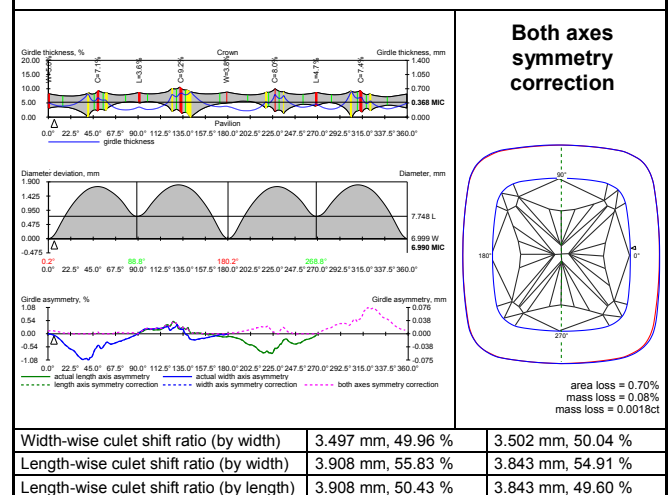 Both axes
symmetry
correction
Girdle thickness, %
Crown
Girdle thickness, mm
20.00
15.00
10.00
5.00
0.00
C=7.1%
L=3.6%
C=9.2%
W=3.8%
C=8.0%
L=4.7%
C=7.4%
1.400
1.050
0.700
0.368 MIC
0.000
Pavilion
0.0° 22.5° 45.0° 67.5° 90.0° 112.5° 135.0° 157.5° 180.0° 202.5° 225.0° 247.5° 270.0° 292.5° 315.0° 337.5° 360.0°
girdle thickness
Diameter deviation, mm
Diameter, mm
1.900
1.425
0.950
0.475
0.000
-0.475
7.748 L
6.999 W
6.990 MIC
0.2° 88.8° 180.2° 268.8°
0.0° 22.5° 45.0° 67.5° 90.0° 112.5° 135.0° 157.5° 180.0° 202.5° 225.0° 247.5° 270.0° 292.5° 315.0° 337.5° 360.0°
Girdle asymmetry, %
Girdle asymmetry, mm
1.08
0.54
0.00
-0.54
-1.08
0.076
0.038
0.000
-0.038
-0.075
0.0° 22.5° 45.0° 67.5° 90.0° 112.5° 135.0° 157.5° 180.0° 202.5° 225.0° 247.5° 270.0° 292.5° 315.0° 337.5° 360.0°
actual length axis asymmetry
actual width axis asymmetry
length axis symmetry correction
width axis symmetry correction
both axes symmetry correction
90°
180°
0°
270°
area loss = 0.70%
mass loss = 0.08%
mass loss = 0.0018ct
Width-wise culet shift ratio (by width) 3.497 mm, 49.96 % 3.502 mm, 50.04 %
Length-wise culet shift ratio (by width) 3.908 mm, 55.83 % 3.843 mm, 54.91 %
Length-wise culet shift ratio (by length) 3.908 mm, 50.43 % 3.843 mm, 49.60 %